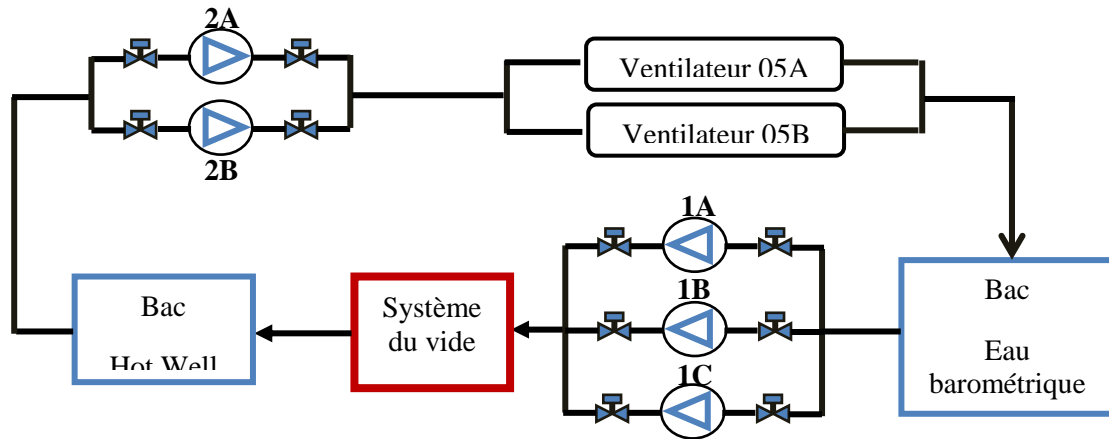 2A
2B
Ventilateur 05A
Ventilateur 05B
1A
1B
1C
Bac
Hot Well
Système
du vide
Bac
Eau
barométrique